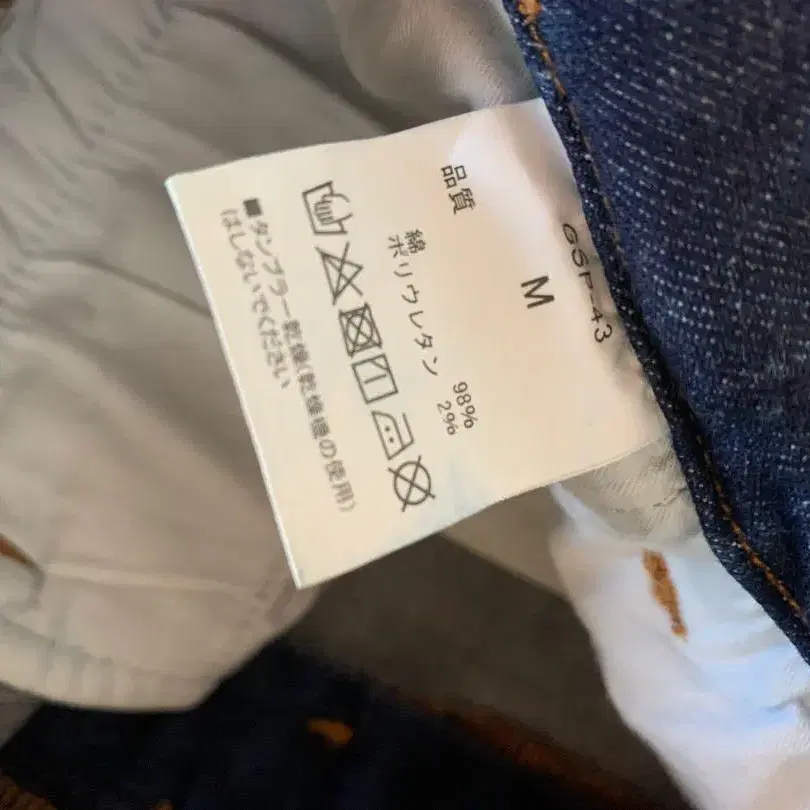 GSP-43
M
品質
綿 98%
ポリウレタン 2%
■タンブラー乾燥(乾燥機の使用)
はしないでください